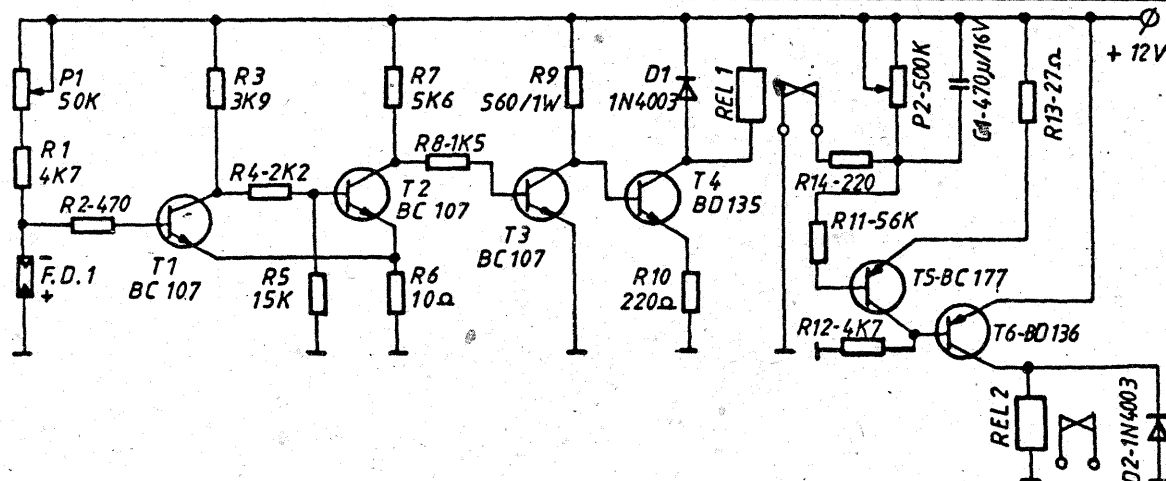 P1
50K
R1
4K7
R2-470
F.D.1
-
+
T1
BC 107
R3
3K9
R4-2K2
R5
15K
R7
5K6
T2
BC 107
R6
10Ω
R8-1K5
R9
560/1W
T3
BC 107
D1
1N4003
REL 1
T4
BD 135
R10
220Ω
R14-220
P2-500K
C1-470µ/16V
R13-27Ω
+ 12V
R11-56K
T5-BC 177
R12-4K7
T6-BD 136
REL 2
D2-1N4003